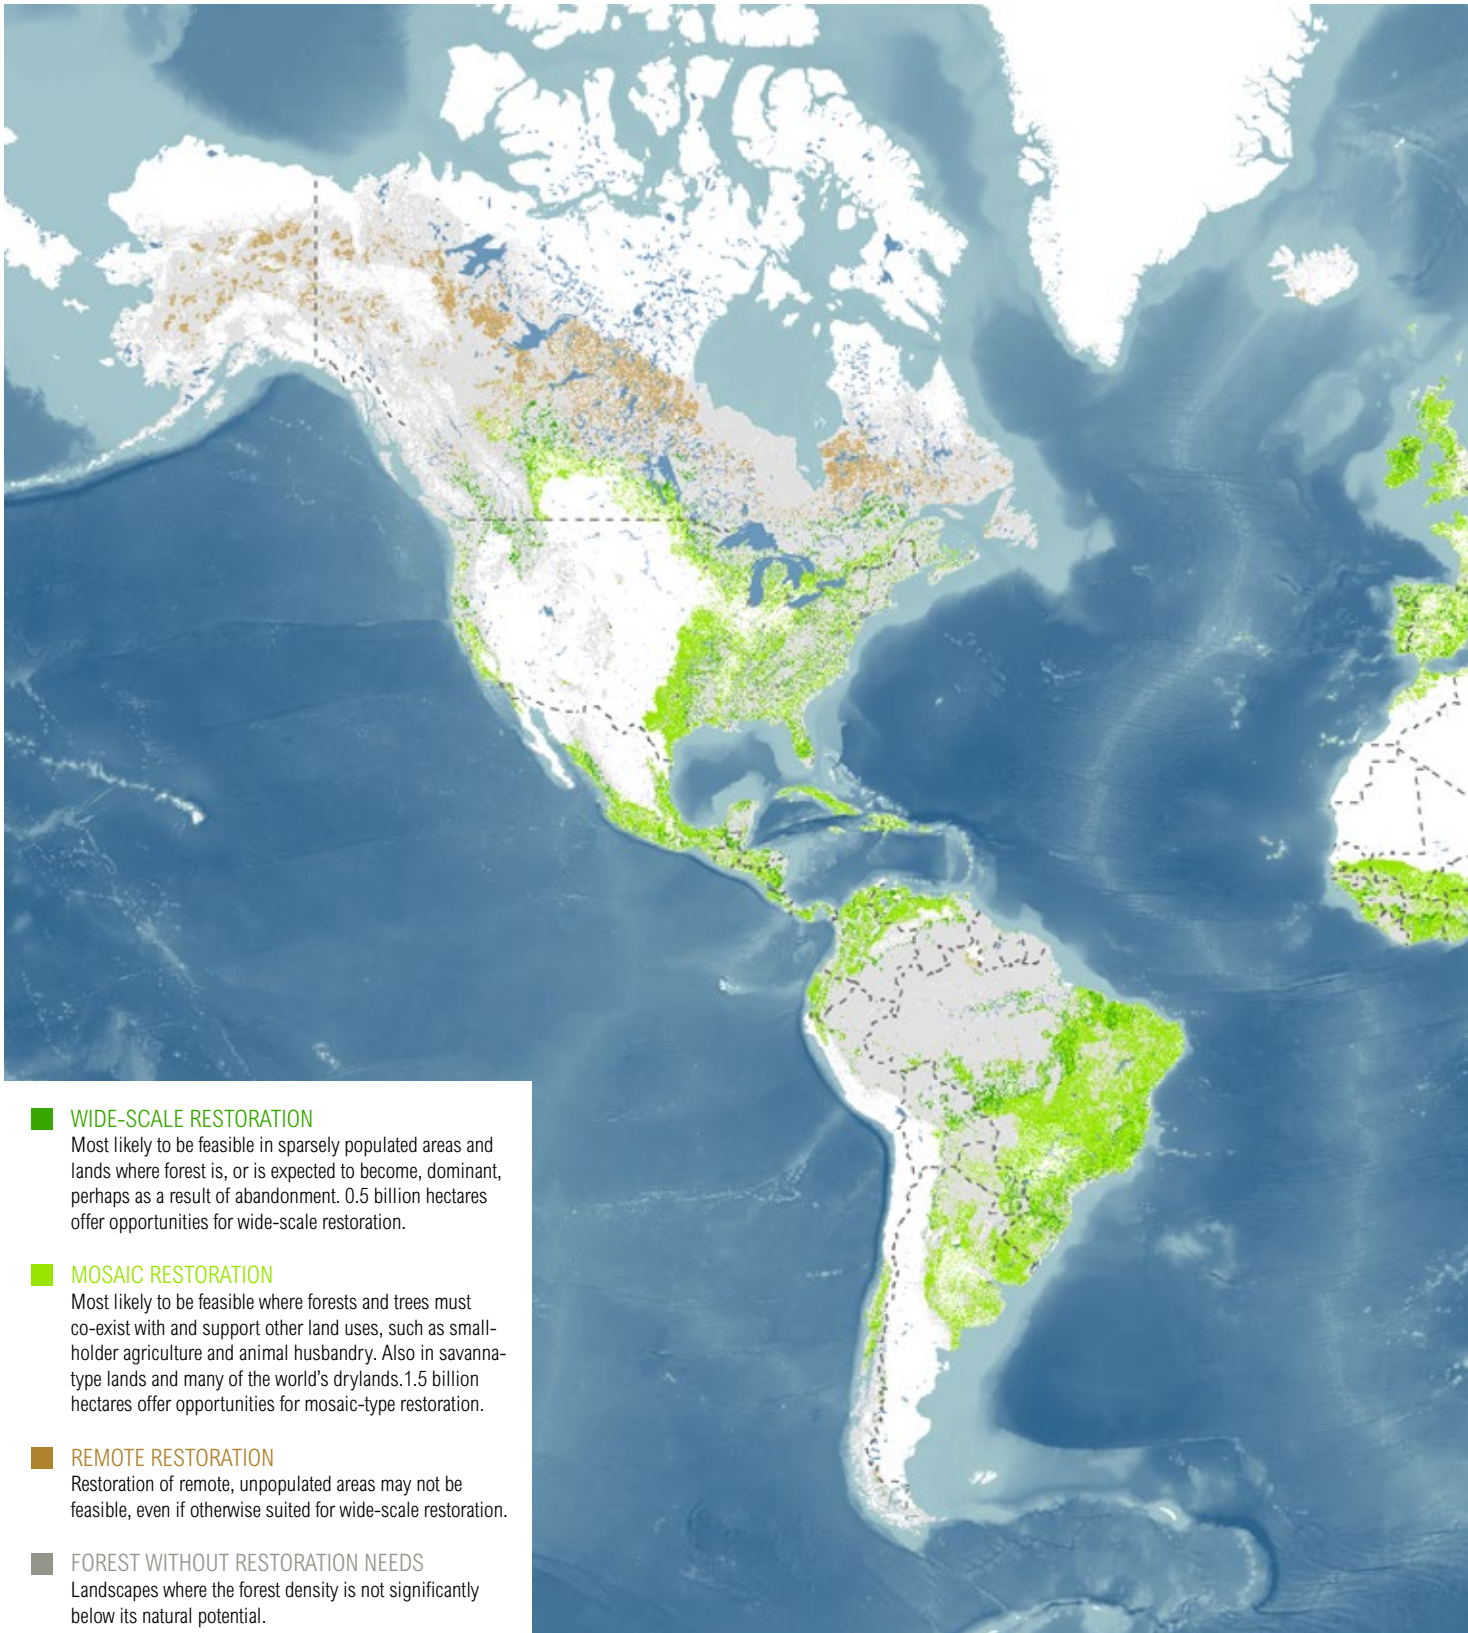 WIDE-SCALE RESTORATION
Most likely to be feasible in sparsely populated areas and
lands where forest is, or is expected to become, dominant,
perhaps as a result of abandonment. 0.5 billion hectares
offer opportunities for wide-scale restoration.
MOSAIC RESTORATION
Most likely to be feasible where forests and trees must
co-exist with and support other land uses, such as small-
holder agriculture and animal husbandry. Also in savanna-
type lands and many of the world's drylands.1.5 billion
hectares offer opportunities for mosaic-type restoration.
REMOTE RESTORATION
Restoration of remote, unpopulated areas may not be
feasible, even if otherwise suited for wide-scale restoration.
FOREST WITHOUT RESTORATION NEEDS
Landscapes where the forest density is not significantly
below its natural potential.